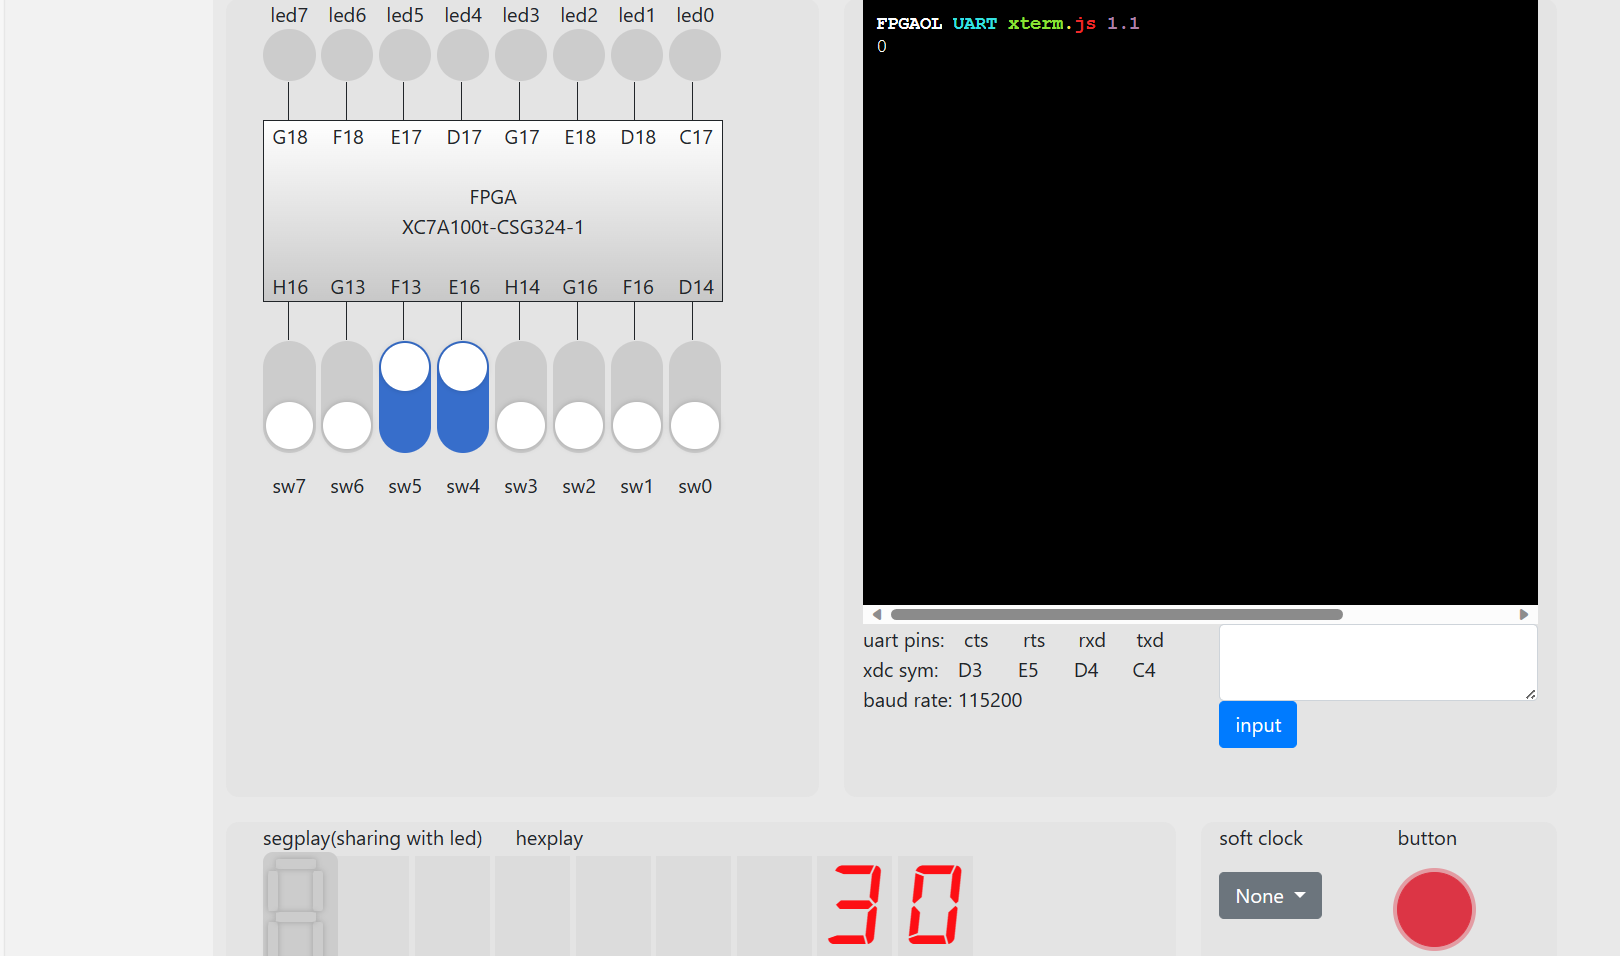 led7 led6 led5 led4 led3 led2 led1 led0
G18 F18 E17 D17 G17 E18 D18 C17
FPGA
XC7A100t-CSG324-1
H16 G13 F13 E16 H14 G16 F16 D14
sw7 sw6 sw5 sw4 sw3 sw2 sw1 sw0
FPGAOL UART xterm.js 1.1
0
uart pins: cts rts rxd txd
xdc sym: D3 E5 D4 C4
baud rate: 115200
input
segplay(sharing with led) hexplay
30
soft clock button
None